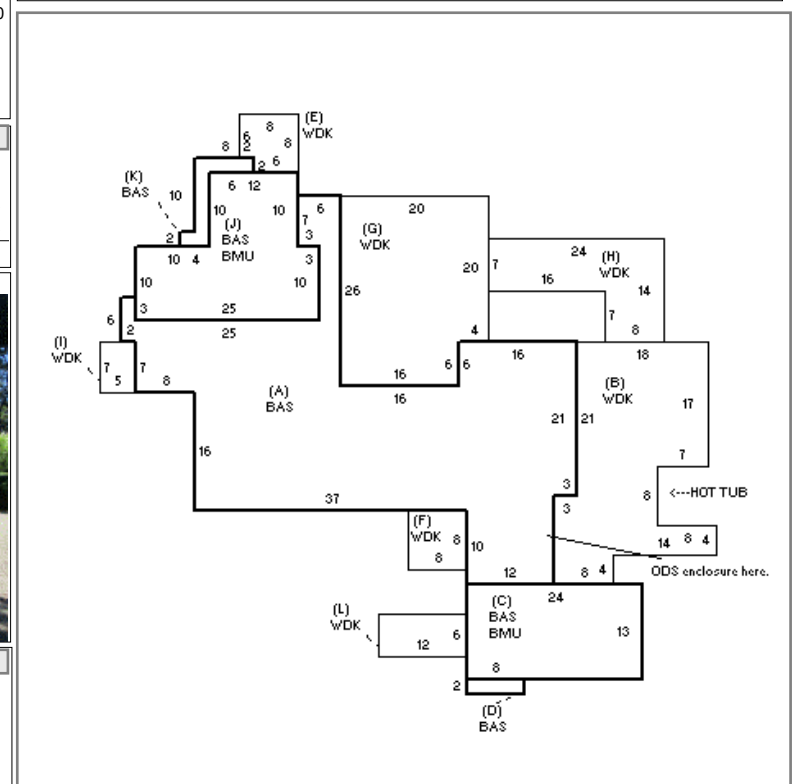 0
(E)
WDK
8
6
2
8
8
2 6
(K)
BAS
10
6 12
10
10
(J)
BAS
BMU
6
7
3
20
(G)
WDK
2
10 4
3
10
10
24
(H)
WDK
20
7
16
14
26
3
25
6
2
25
7
8
4
(I)
WDK
7
5
7
8
16
6
6
16
18
(A)
BAS
16
(B)
WDK
17
21
21
16
7
3
3
8
<---HOT TUB
37
(F)
WDK
8
8
10
14 8 4
12
8 4
ODS enclosure here.
24
(C)
BAS
BMU
13
(L)
WDK
12
6
8
2
(D)
BAS